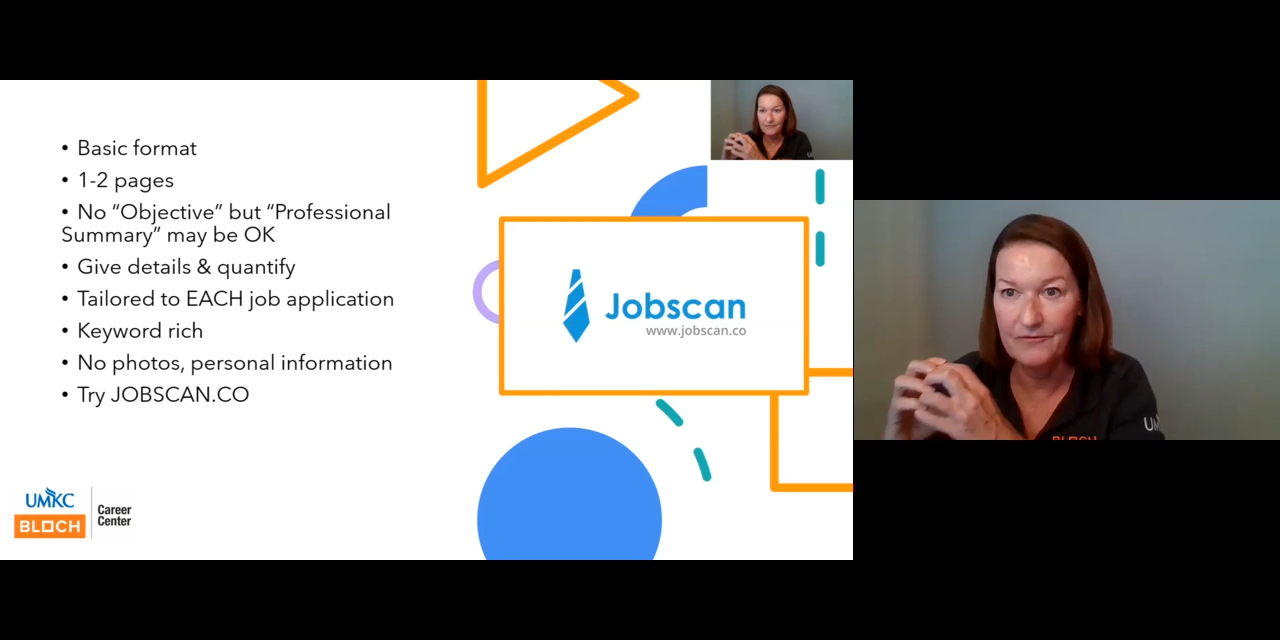 • Basic format
• 1-2 pages
• No “Objective” but “Professional
Summary” may be OK
• Give details & quantify
• Tailored to EACH job application
• Keyword rich
• No photos, personal information
• Try JOBSCAN.CO
Jobscan
www.jobscan.co
UMKC
BLOCH
Career
Center
BLOCH
UM